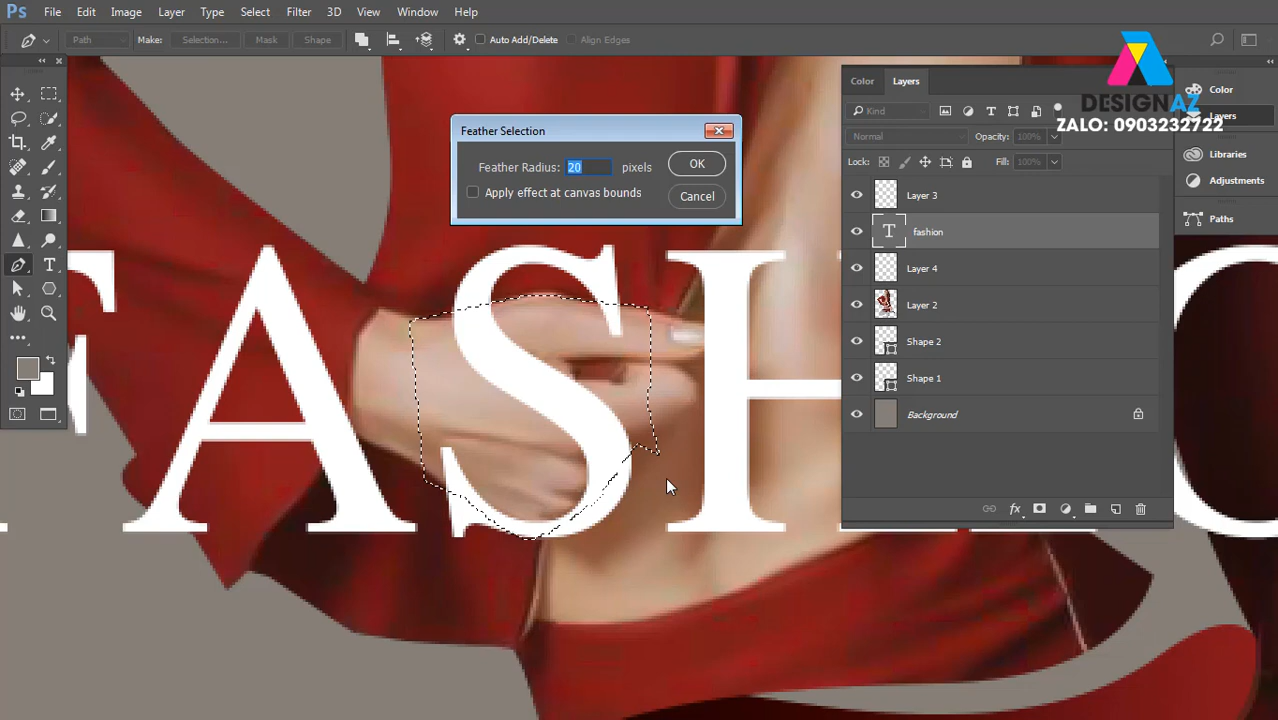 Ps File Edit Image Layer Type Select Filter 3D View Window Help
Path Make: Selection... Mask Shape Auto Add/Delete Align Edges
DESIGNAZ
ZALO: 0903232722
Color Layers
Kind
Normal Opacity: 100%
Lock: Fill: 100%
Layer 3
T fashion
Layer 4
Layer 2
Shape 2
Shape 1
Background
fx
Color
Layers
Libraries
Adjustments
Paths
Feather Selection
Feather Radius: 20 pixels
Apply effect at canvas bounds
OK
Cancel
FASH